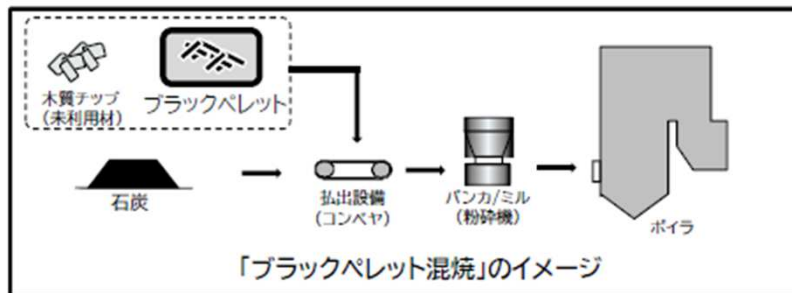 木質チップ
(未利用材)
ブラックペレット
石炭
払出設備
(コンベヤ)
バンカ/ミル
(粉砕機)
ボイラ
「ブラックペレット混焼」のイメージ